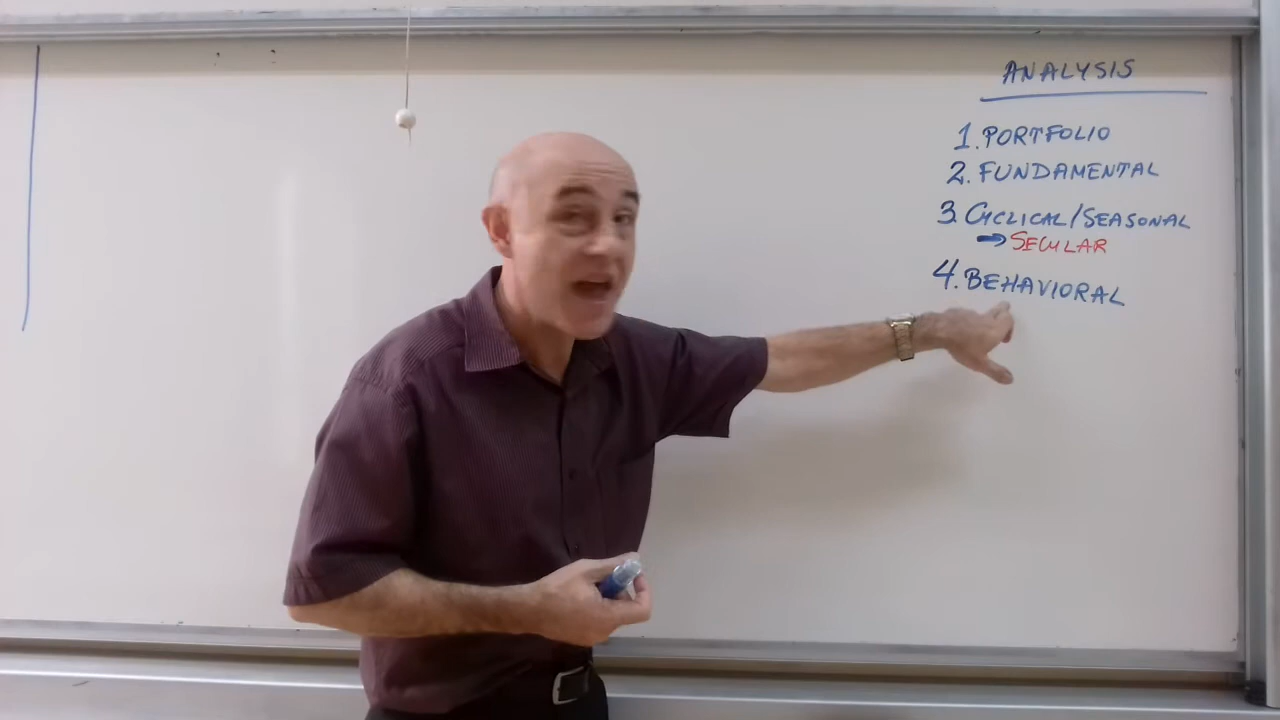 ANALYSIS
1. PORTFOLIO
2. FUNDAMENTAL
3. CYCLICAL/SEASONAL
→ SECULAR
4. BEHAVIORAL